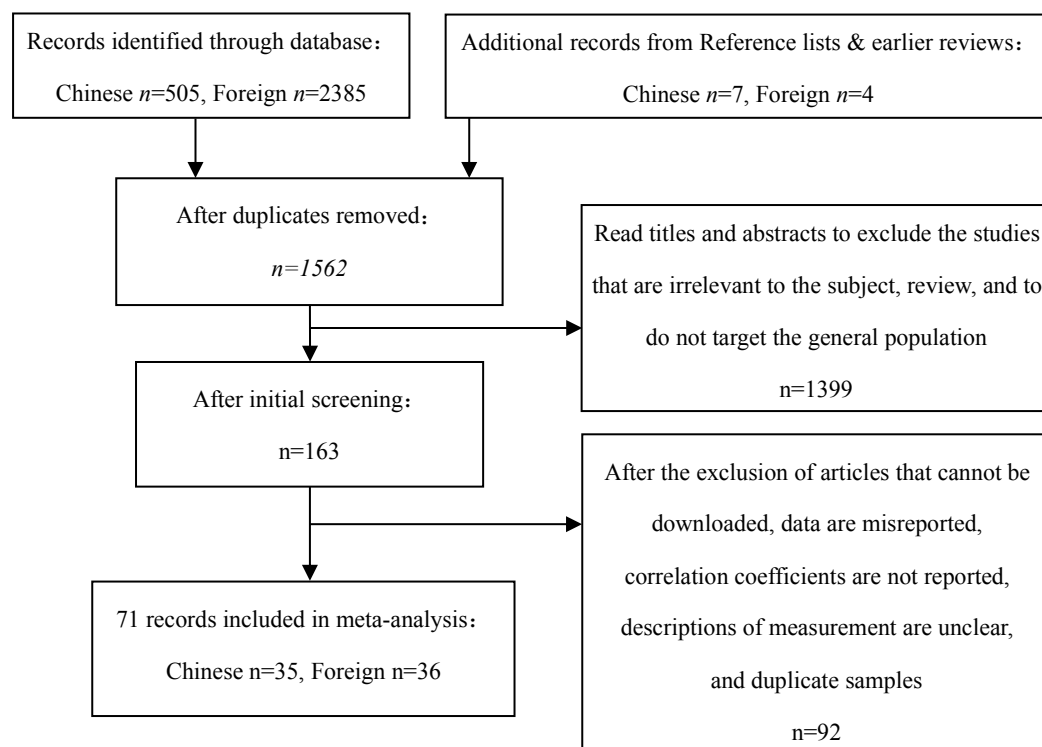 Records identified through database：
Chinese n=505, Foreign n=2385
Additional records from Reference lists & earlier reviews：
Chinese n=7, Foreign n=4
After duplicates removed：
n=1562
Read titles and abstracts to exclude the studies
that are irrelevant to the subject, review, and to
do not target the general population
n=1399
After initial screening：
n=163
After the exclusion of articles that cannot be
downloaded, data are misreported,
correlation coefficients are not reported,
descriptions of measurement are unclear,
and duplicate samples
n=92
71 records included in meta-analysis：
Chinese n=35, Foreign n=36